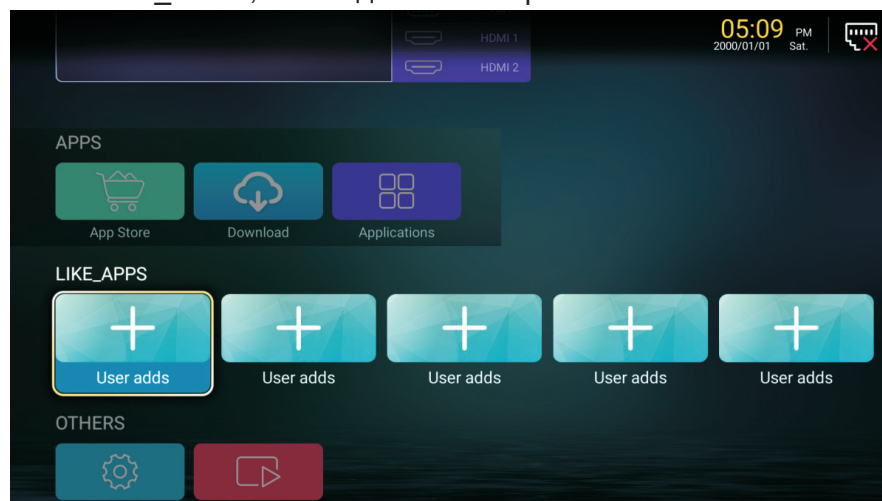 HDMI 1
HDMI 2
05:09 PM
2000/01/01 Sat.
APPS
App Store Download Applications
LIKE_APPS
User adds User adds User adds User adds User adds
OTHERS